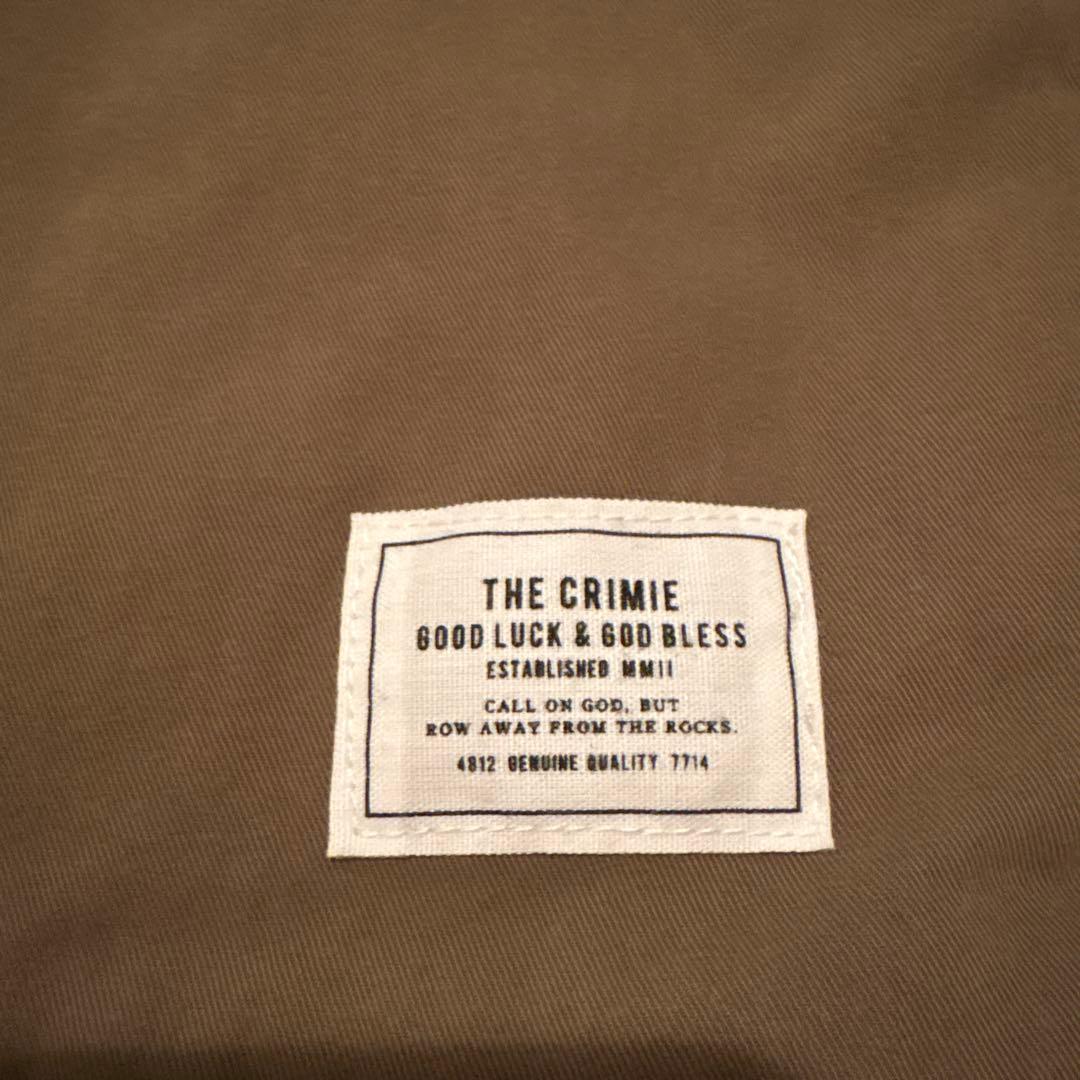 THE CRIMIE
GOOD LUCK & GOD BLESS
ESTABLISHED MMII
CALL ON GOD, BUT
ROW AWAY FROM THE ROCKS.
4812 GENUINE QUALITY 7714